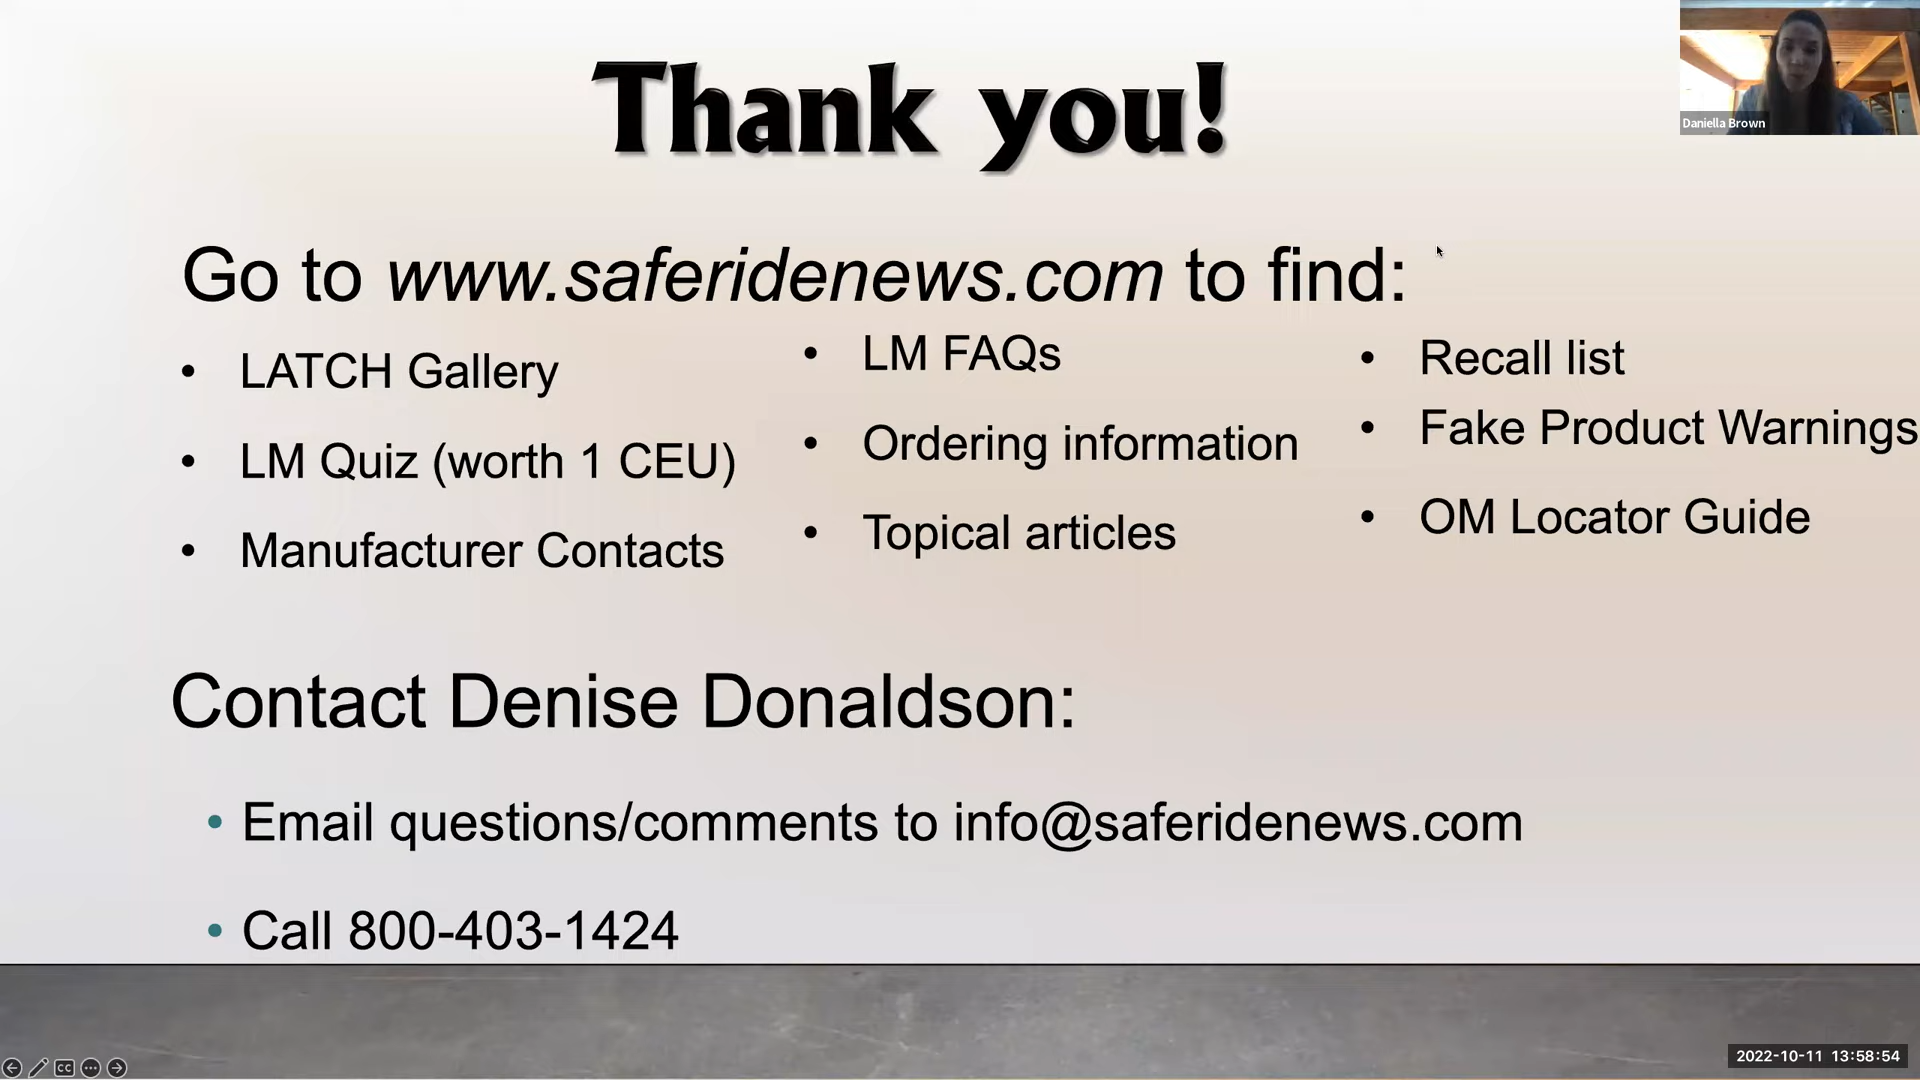 Thank you!
Daniella Brown
Go to www.saferidenews.com to find:
• LATCH Gallery
• LM Quiz (worth 1 CEU)
• Manufacturer Contacts
• LM FAQs
• Ordering information
• Topical articles
• Recall list
• Fake Product Warnings
• OM Locator Guide
Contact Denise Donaldson:
• Email questions/comments to info@saferidenews.com
• Call 800-403-1424
CC
2022-10-11 13:58:54